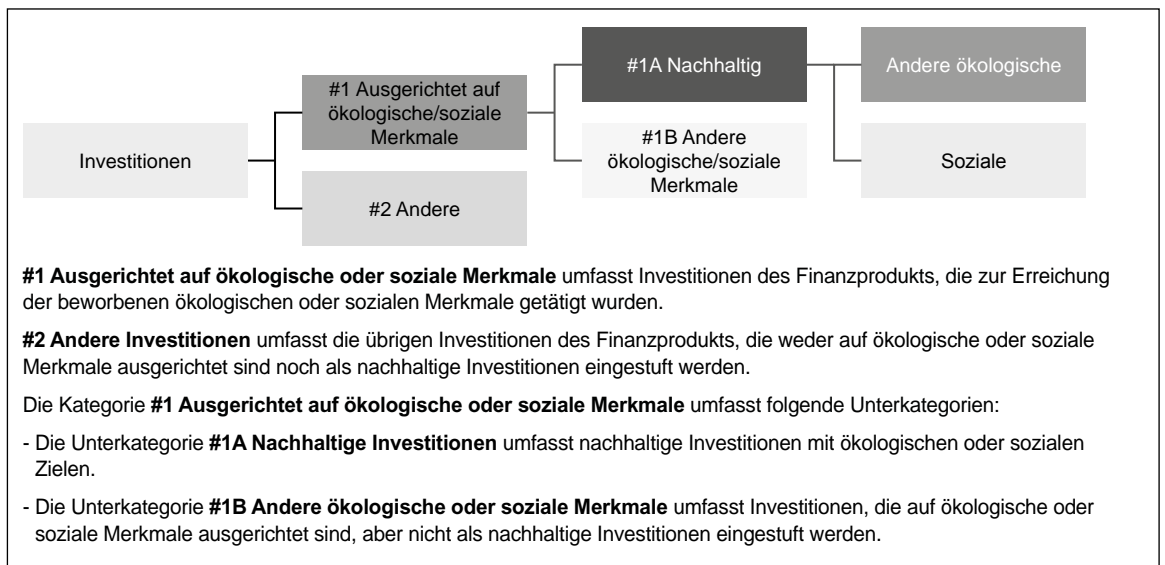 Investitionen
#1 Ausgerichtet auf
ökologische/soziale
Merkmale
#2 Andere
#1A Nachhaltig
#1B Andere
ökologische/soziale
Merkmale
Andere ökologische
Soziale
#1 Ausgerichtet auf ökologische oder soziale Merkmale umfasst Investitionen des Finanzprodukts, die zur Erreichung
der beworbenen ökologischen oder sozialen Merkmale getätigt wurden.
#2 Andere Investitionen umfasst die übrigen Investitionen des Finanzprodukts, die weder auf ökologische oder soziale
Merkmale ausgerichtet sind noch als nachhaltige Investitionen eingestuft werden.
Die Kategorie #1 Ausgerichtet auf ökologische oder soziale Merkmale umfasst folgende Unterkategorien:
- Die Unterkategorie #1A Nachhaltige Investitionen umfasst nachhaltige Investitionen mit ökologischen oder sozialen
Zielen.
- Die Unterkategorie #1B Andere ökologische oder soziale Merkmale umfasst Investitionen, die auf ökologische oder
soziale Merkmale ausgerichtet sind, aber nicht als nachhaltige Investitionen eingestuft werden.